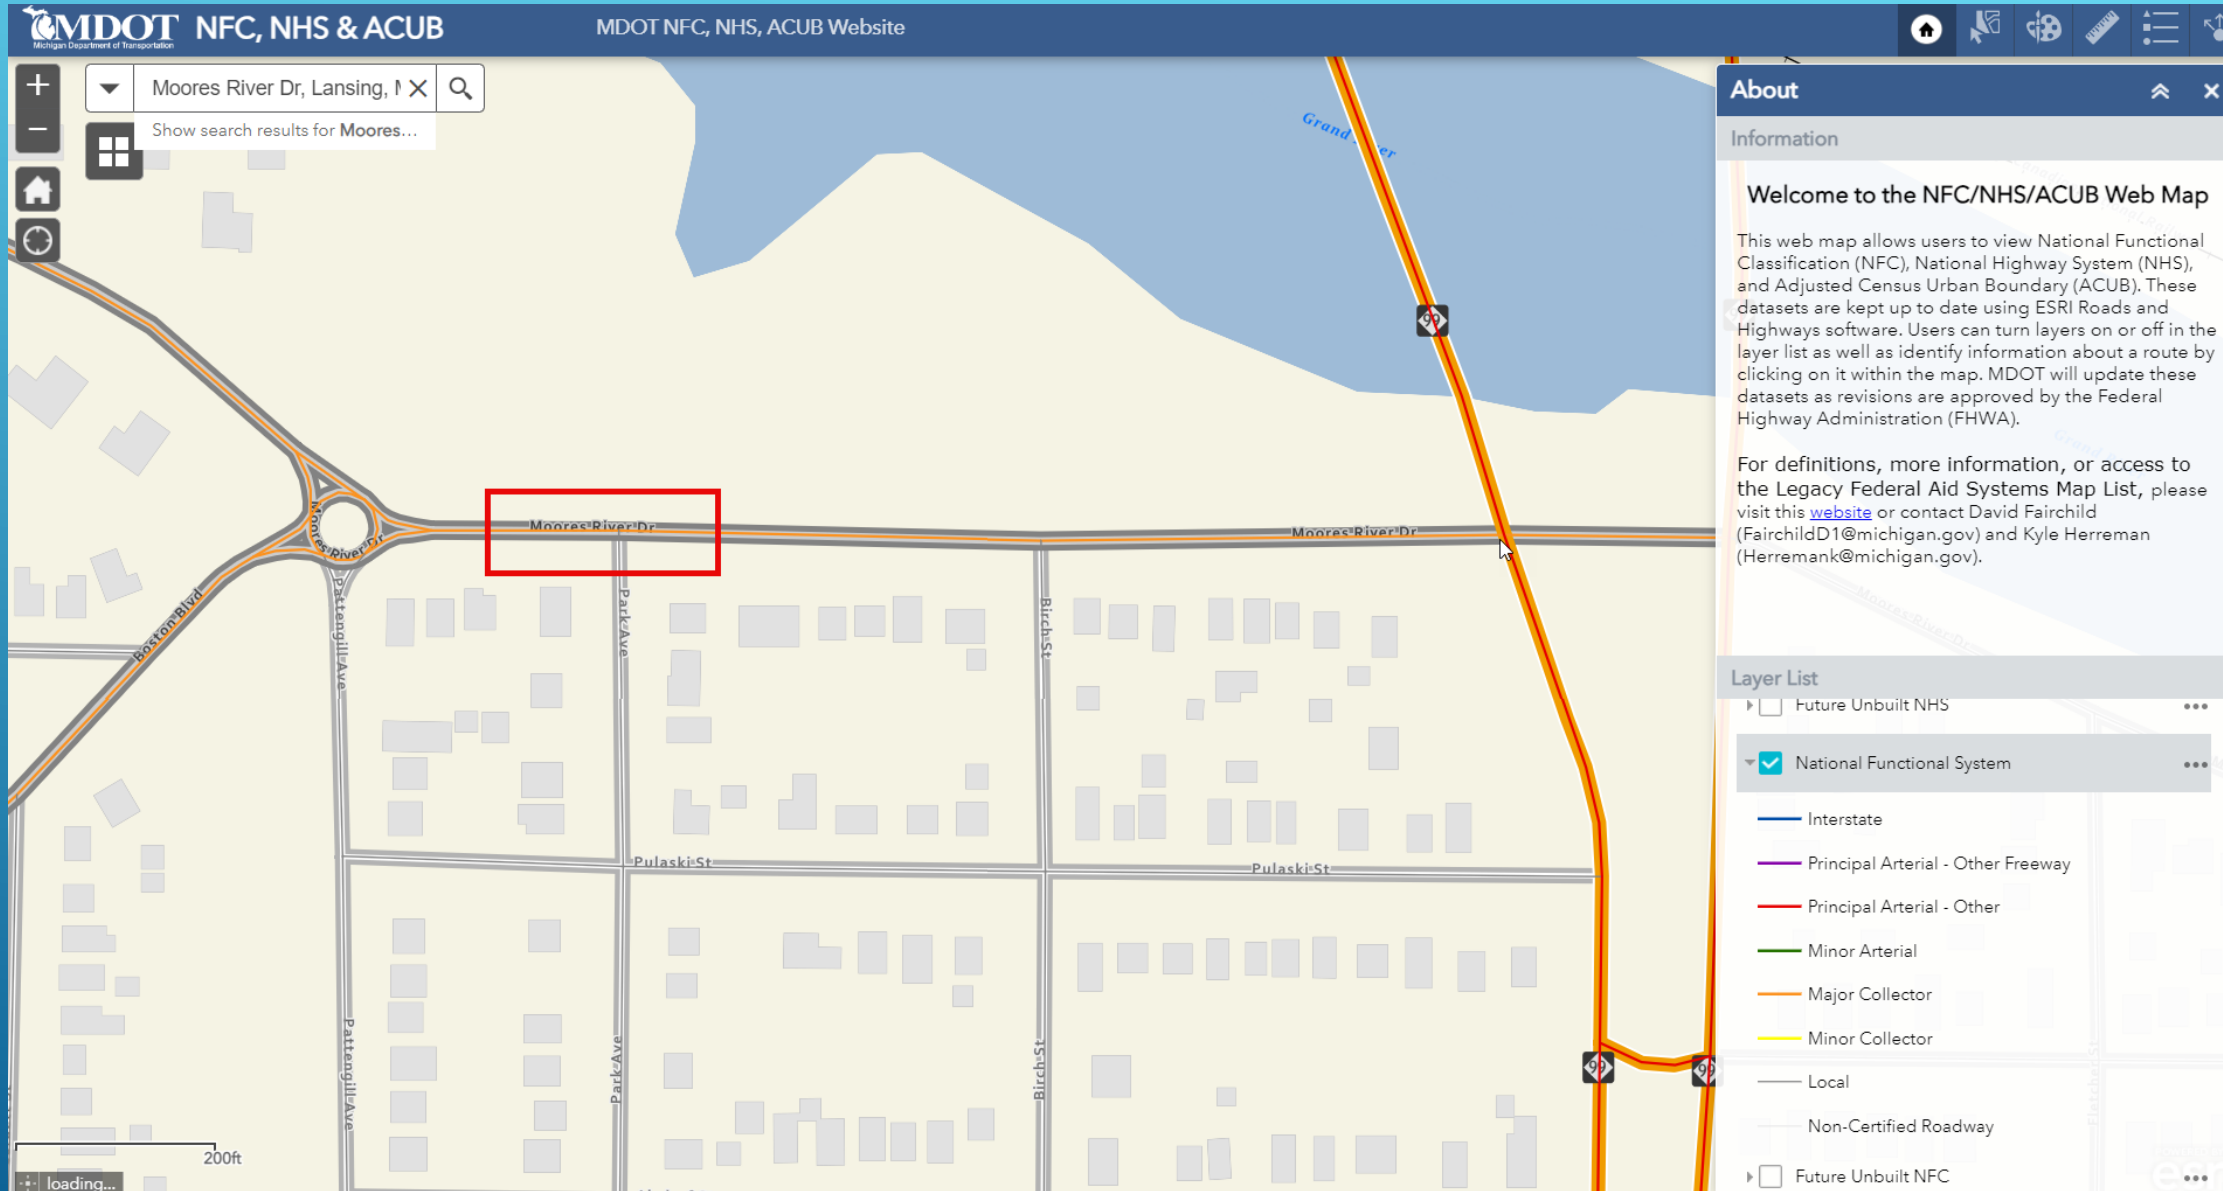 MDOT
Michigan Department of Transportation
NFC, NHS & ACUB
MDOT NFC, NHS, ACUB Website
+
−
Moores River Dr, Lansing, M
Show search results for Moores...
Grand River
99
Moores River Dr
Moores River Dr
Moores River Dr
Moores River Dr
Boston Blvd
Pattengill Ave
Park Ave
Birch St
Pulaski St
Pulaski St
Pattengill Ave
Park Ave
Birch St
99
99
200ft
loading...
About
Information
Welcome to the NFC/NHS/ACUB Web Map
This web map allows users to view National Functional
Classification (NFC), National Highway System (NHS),
and Adjusted Census Urban Boundary (ACUB). These
datasets are kept up to date using ESRI Roads and
Highways software. Users can turn layers on or off in the
layer list as well as identify information about a route by
clicking on it within the map. MDOT will update these
datasets as revisions are approved by the Federal
Highway Administration (FHWA).
For definitions, more information, or access to
the Legacy Federal Aid Systems Map List, please
visit this website or contact David Fairchild
(FairchildD1@michigan.gov) and Kyle Herreman
(Herremank@michigan.gov).
Moores River Dr
Layer List
Future Unbuilt NHS
National Functional System
Interstate
Principal Arterial - Other Freeway
Principal Arterial - Other
Minor Arterial
Major Collector
Minor Collector
Local
Non-Certified Roadway
Future Unbuilt NFC
esri